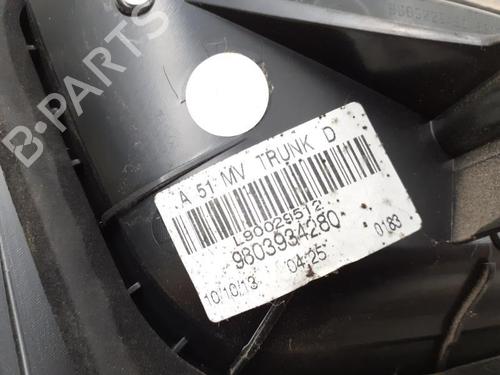 B-PARTS
A 51 MV TRUNK D
L90029512
9803934280
10/10/13 04:25 0183